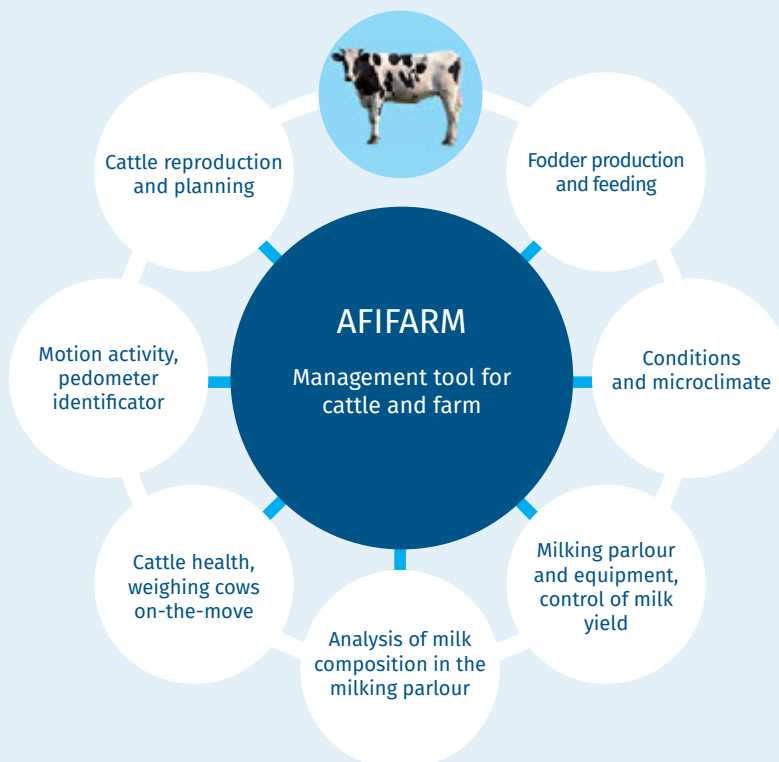 Cattle reproduction
and planning
Fodder production
and feeding
AFIFARM
Management tool for
cattle and farm
Motion activity,
pedometer
identificator
Conditions
and microclimate
Cattle health,
weighing cows
on-the-move
Milking parlour
and equipment,
control of milk
yield
Analysis of milk
composition in the
milking parlour